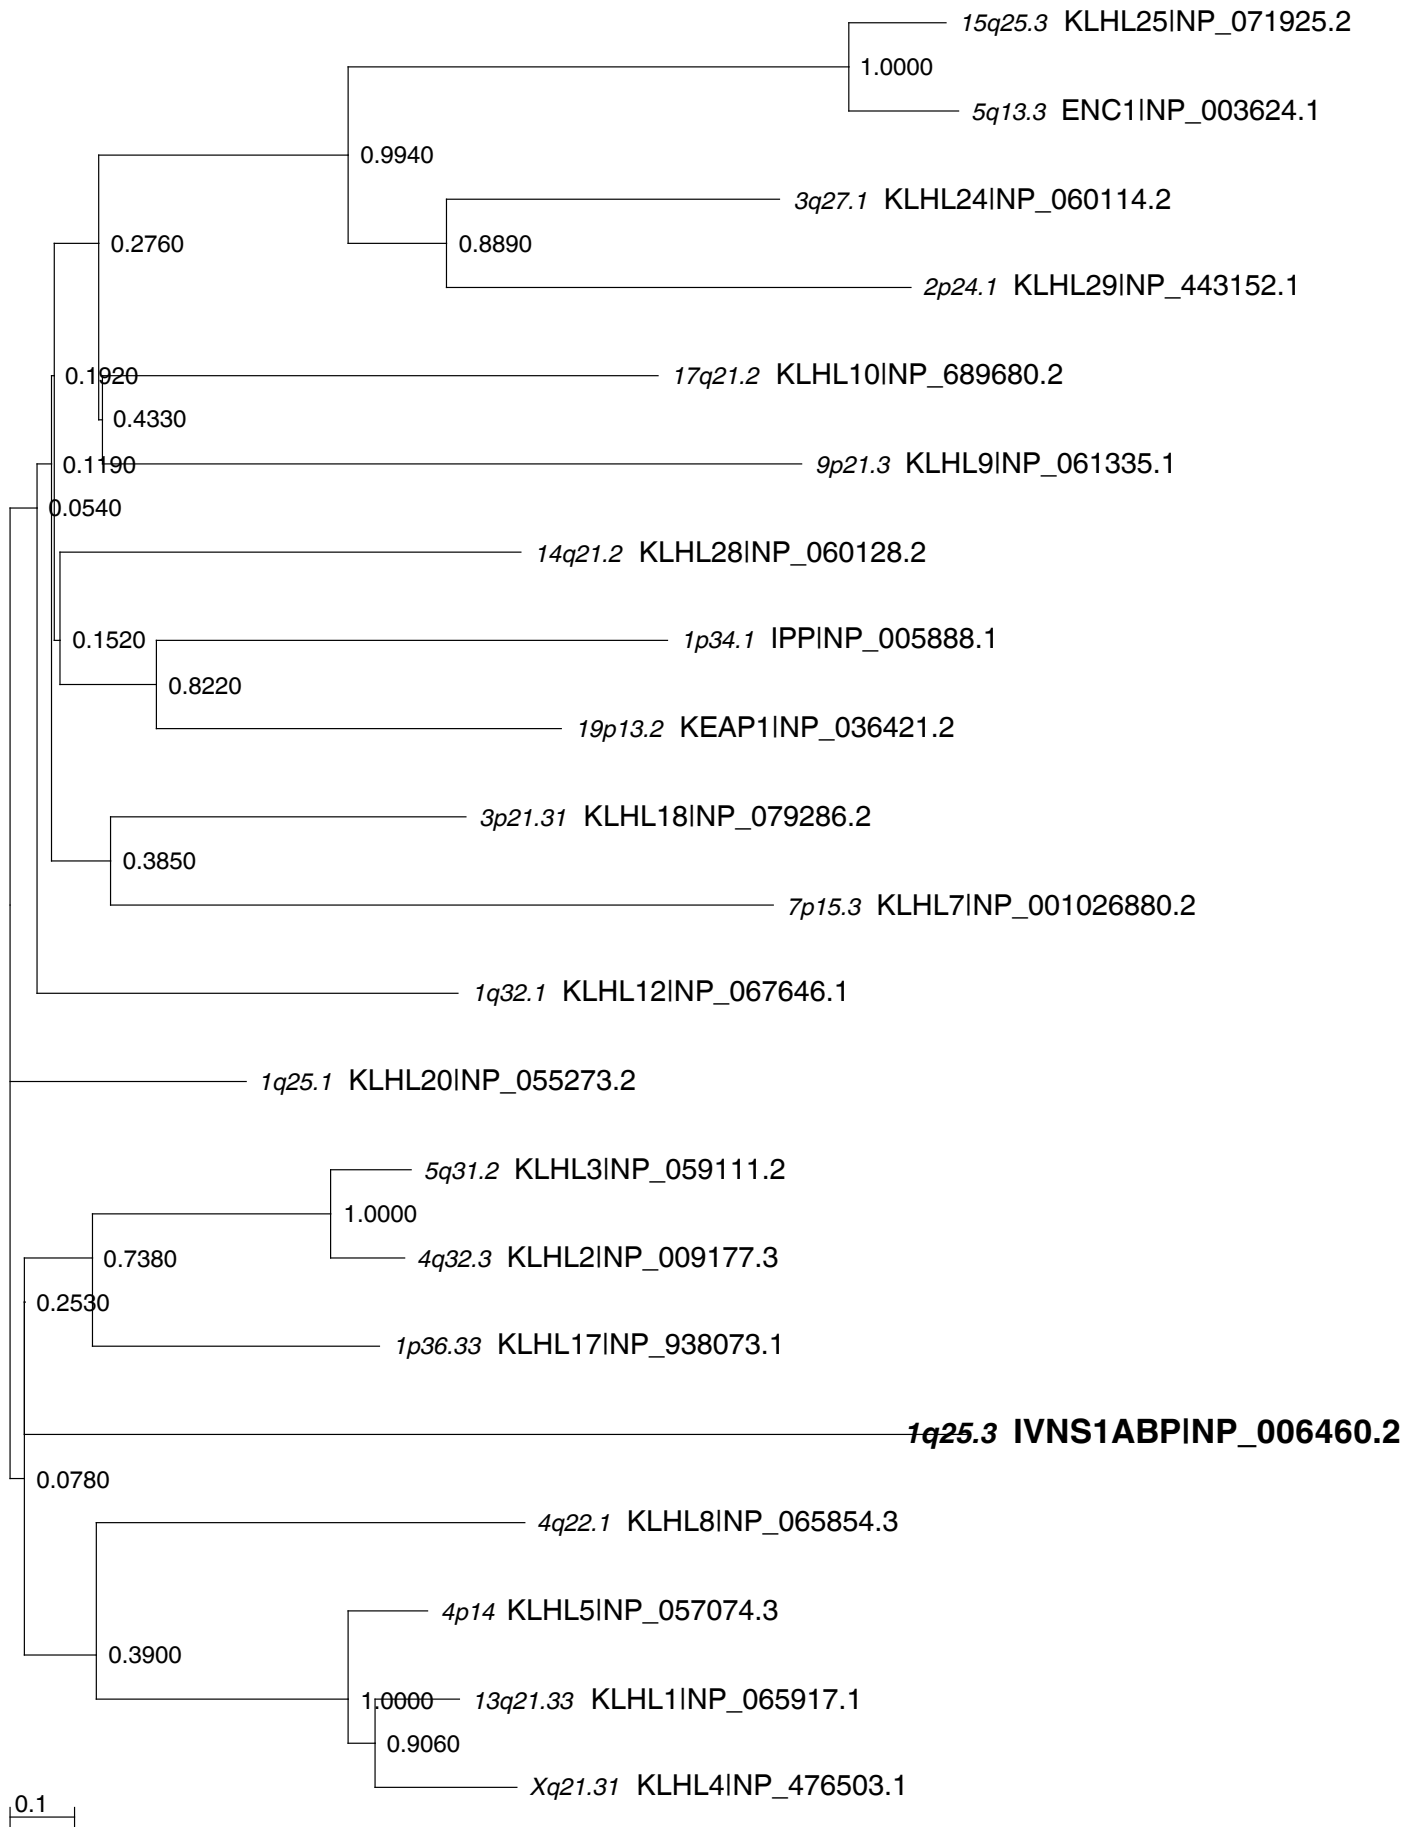 15q25.3 KLHL25|NP_071925.2
1.0000
5q13.3 ENC1|NP_003624.1
0.9940
3q27.1 KLHL24|NP_060114.2
0.2760
0.8890
2p24.1 KLHL29|NP_443152.1
0.1920
17q21.2 KLHL10|NP_689680.2
0.4330
0.1190
9p21.3 KLHL9|NP_061335.1
0.0540
14q21.2 KLHL28|NP_060128.2
0.1520
1p34.1 IPP|NP_005888.1
0.8220
19p13.2 KEAP1|NP_036421.2
3p21.31 KLHL18|NP_079286.2
0.3850
7p15.3 KLHL7|NP_001026880.2
1q32.1 KLHL12|NP_067646.1
1q25.1 KLHL20|NP_055273.2
5q31.2 KLHL3|NP_059111.2
1.0000
0.7380
4q32.3 KLHL2|NP_009177.3
0.2530
1p36.33 KLHL17|NP_938073.1
1q25.3 IVNS1ABP|NP_006460.2
0.0780
4q22.1 KLHL8|NP_065854.3
4p14 KLHL5|NP_057074.3
0.3900
1.0000
13q21.33 KLHL1|NP_065917.1
0.9060
Xq21.31 KLHL4|NP_476503.1
0.1